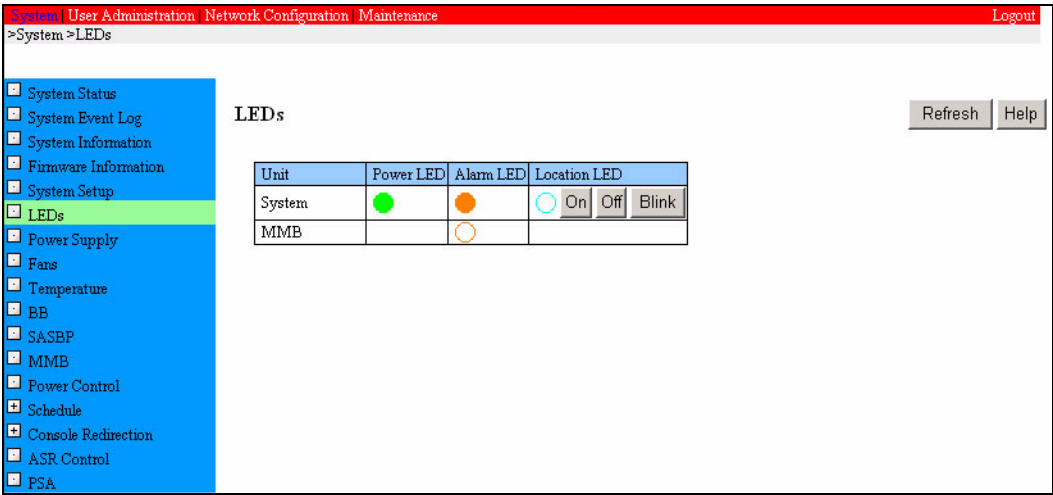 System | User Administration | Network Configuration | Maintenance Logout
>System >LEDs
System Status
System Event Log
System Information
Firmware Information
System Setup
LEDs
Power Supply
Fans
Temperature
BB
SASBP
MMB
Power Control
Schedule
Console Redirection
ASR Control
PSA
LEDs
Refresh Help
Unit Power LED Alarm LED Location LED
System On Off Blink
MMB